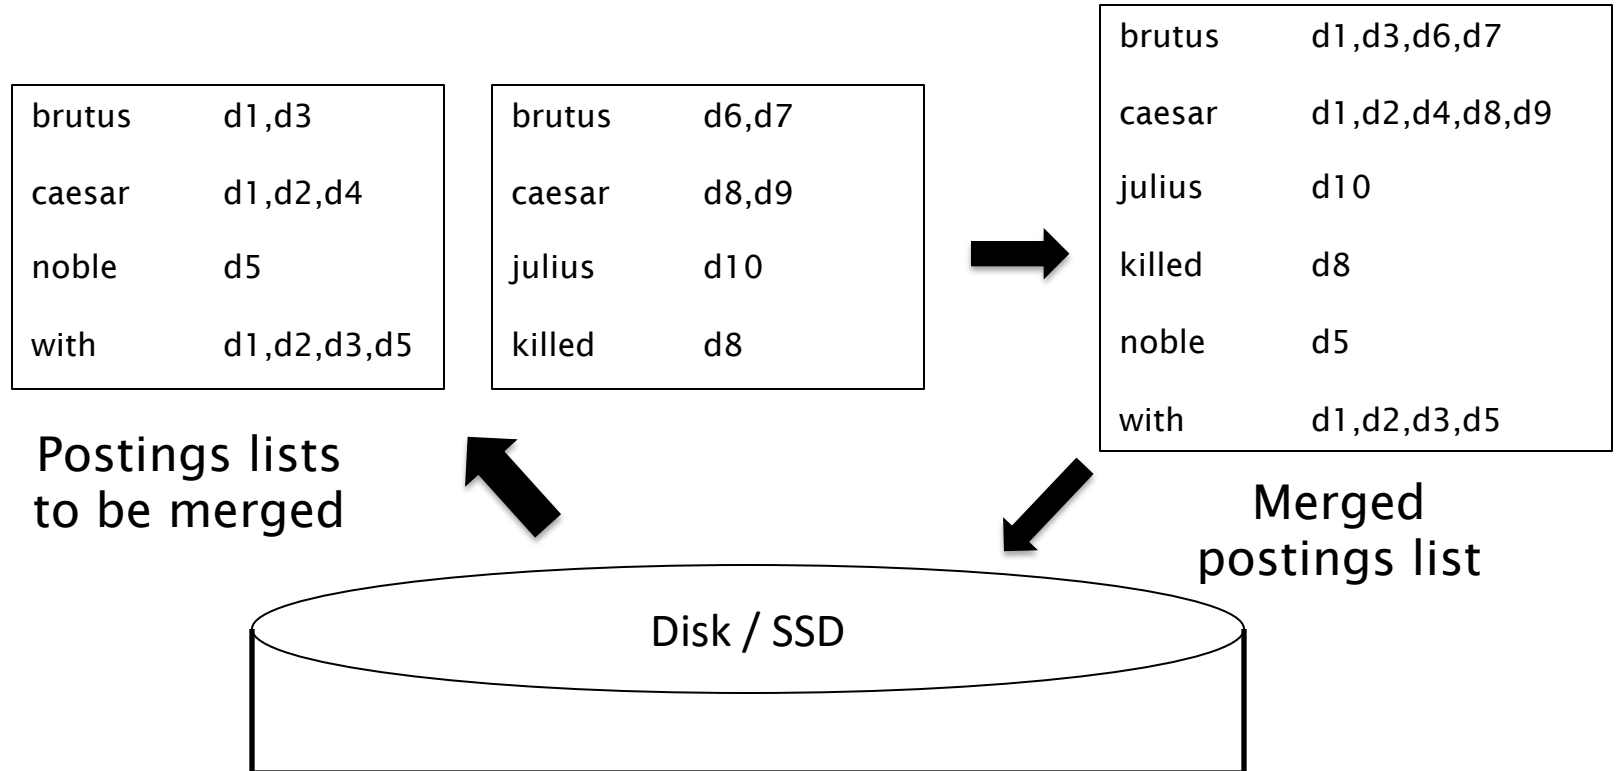 brutus d1,d3
caesar d1,d2,d4
noble d5
with d1,d2,d3,d5
brutus d6,d7
caesar d8,d9
julius d10
killed d8
brutus d1,d3,d6,d7
caesar d1,d2,d4,d8,d9
julius d10
killed d8
noble d5
with d1,d2,d3,d5
Postings lists
to be merged
Merged
postings list
Disk / SSD